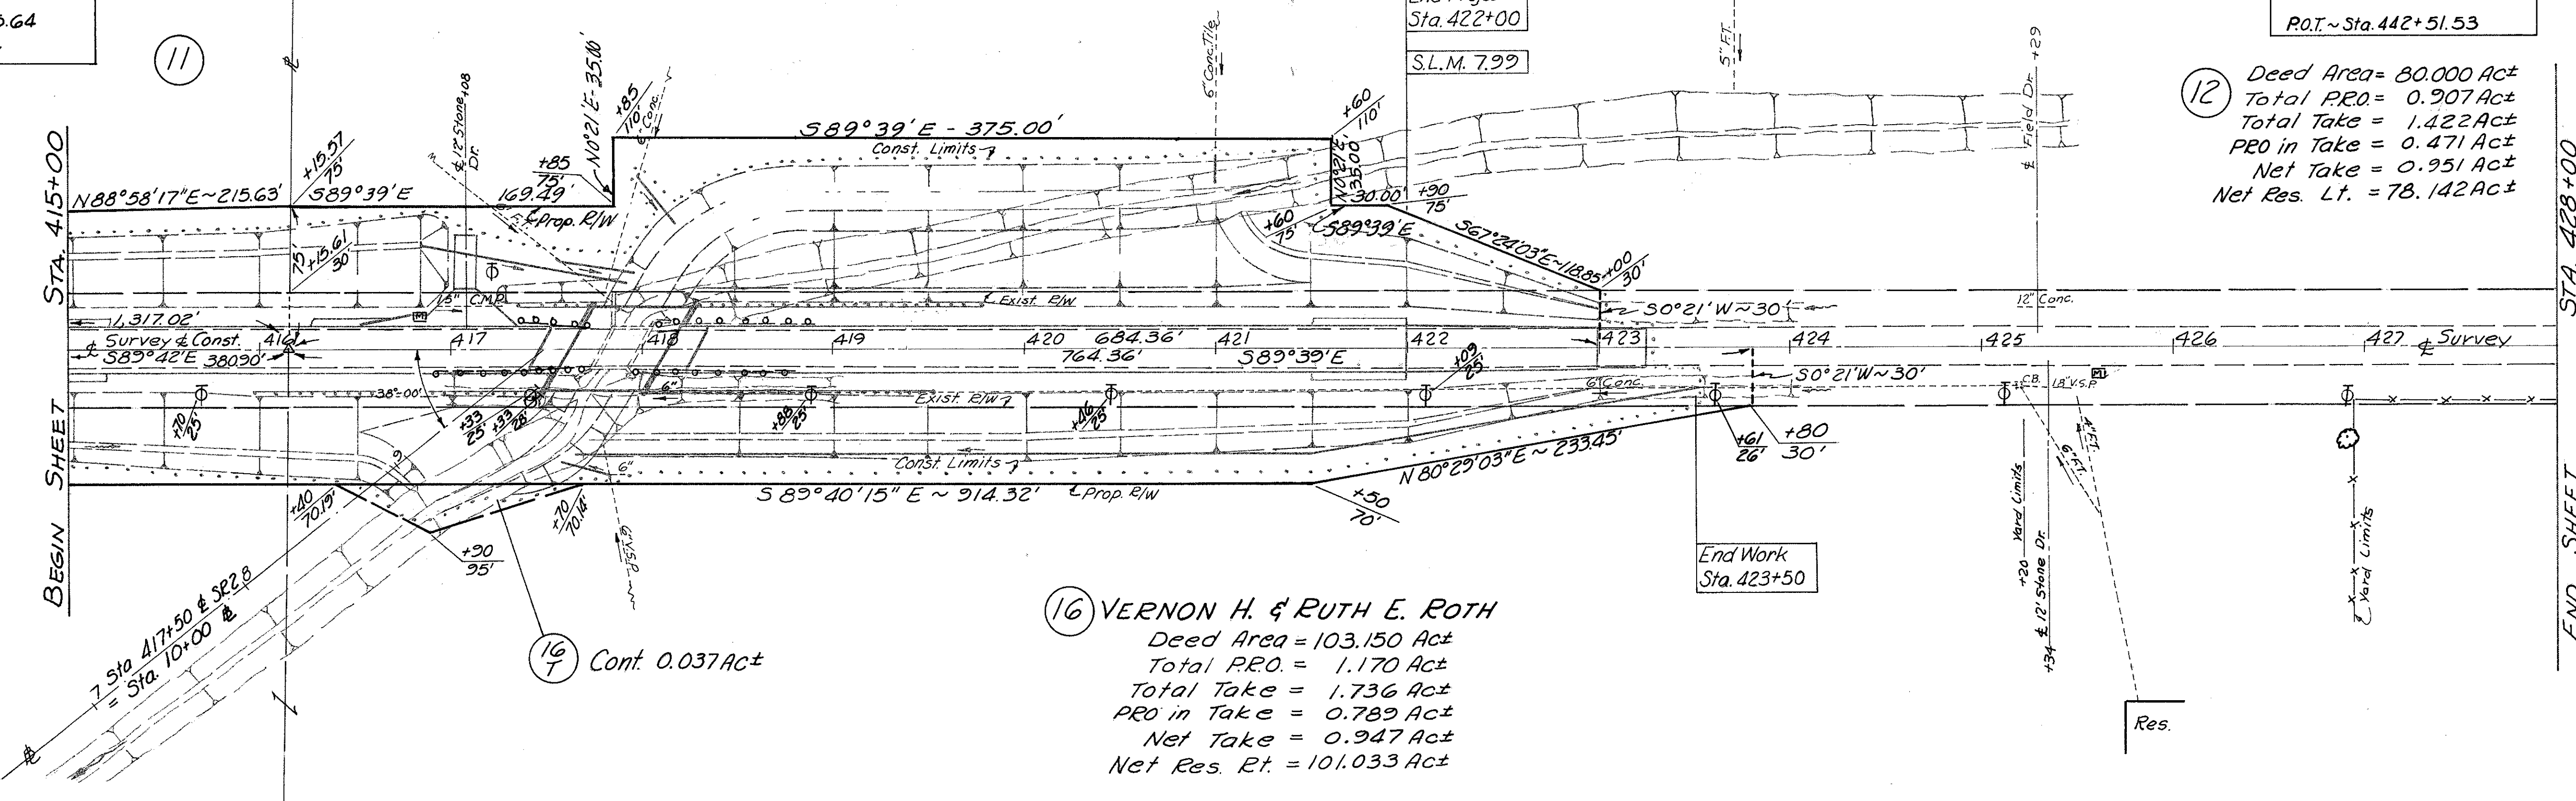 5.64
11
End Project
Sta. 422+00
S.L.M. 7.99
P.O.T. ~ Sta. 442+51.53
12
Deed Area = 80.000 Ac±
Total P.R.O. = 0.907 Ac±
Total Take = 1.422 Ac±
PRO in Take = 0.471 Ac±
Net Take = 0.951 Ac±
Net Res. Lt. = 78.142 Ac±
BEGIN SHEET STA. 415+00
END SHEET STA. 428+00
N88°58'17"E ~ 215.63'
+15.57
75'
S89°39'E
169.49'
℄ 12' Stone Dr. +08
+85
75'
N0°21'E - 35.00'
+85
110'
6" Conc.
℄ Prop. R/W
S89°39'E - 375.00'
Const. Limits
6" Conc. Tile
+60
110'
N0°21'E
35.00'
30.00'
+90
75'
+60
75'
S89°39'E
S67°24'03"E ~ 118.85'
+00
30'
5" F.T.
℄ Field Dr. +29
75'
+15.61
30'
15" C.M.P.
M
Exist. R/W
S0°21'W ~ 30'
12" Conc.
1,317.02'
℄ Survey & Const.
S89°42'E 380.90'
416
417
418
419
420
684.36'
421
422
423
424
425
426
427
℄ Survey
764.36'
S89°39'E
38°-00'
6"
+09
25'
S0°21'W ~ 30'
+70
25'
+33
25'
+33
28'
+88
25'
+46
25'
Exist. R/W
6" Conc.
C.B.
18" V.S.P.
M
+61
26'
+80
30'
4" F.T.
6" F.T.
Const. Limits
6"
9
N80°29'03"E ~ 233.45'
S89°40'15"E ~ 914.32'
Prop. R/W
+50
70'
+40
70.19'
+70
70.14'
+90
95'
6" V.S.P.
End Work
Sta. 423+50
+20 Yard Limits
+34 ℄ 12' Stone Dr.
℄ Yard Limits
Sta 417+50 ℄ SR28
= Sta. 10+00
16
T
Cont. 0.037 Ac±
16
VERNON H. & RUTH E. ROTH
Deed Area = 103.150 Ac±
Total P.R.O. = 1.170 Ac±
Total Take = 1.736 Ac±
PRO in Take = 0.789 Ac±
Net Take = 0.947 Ac±
Net Res. Rt. = 101.033 Ac±
Res.